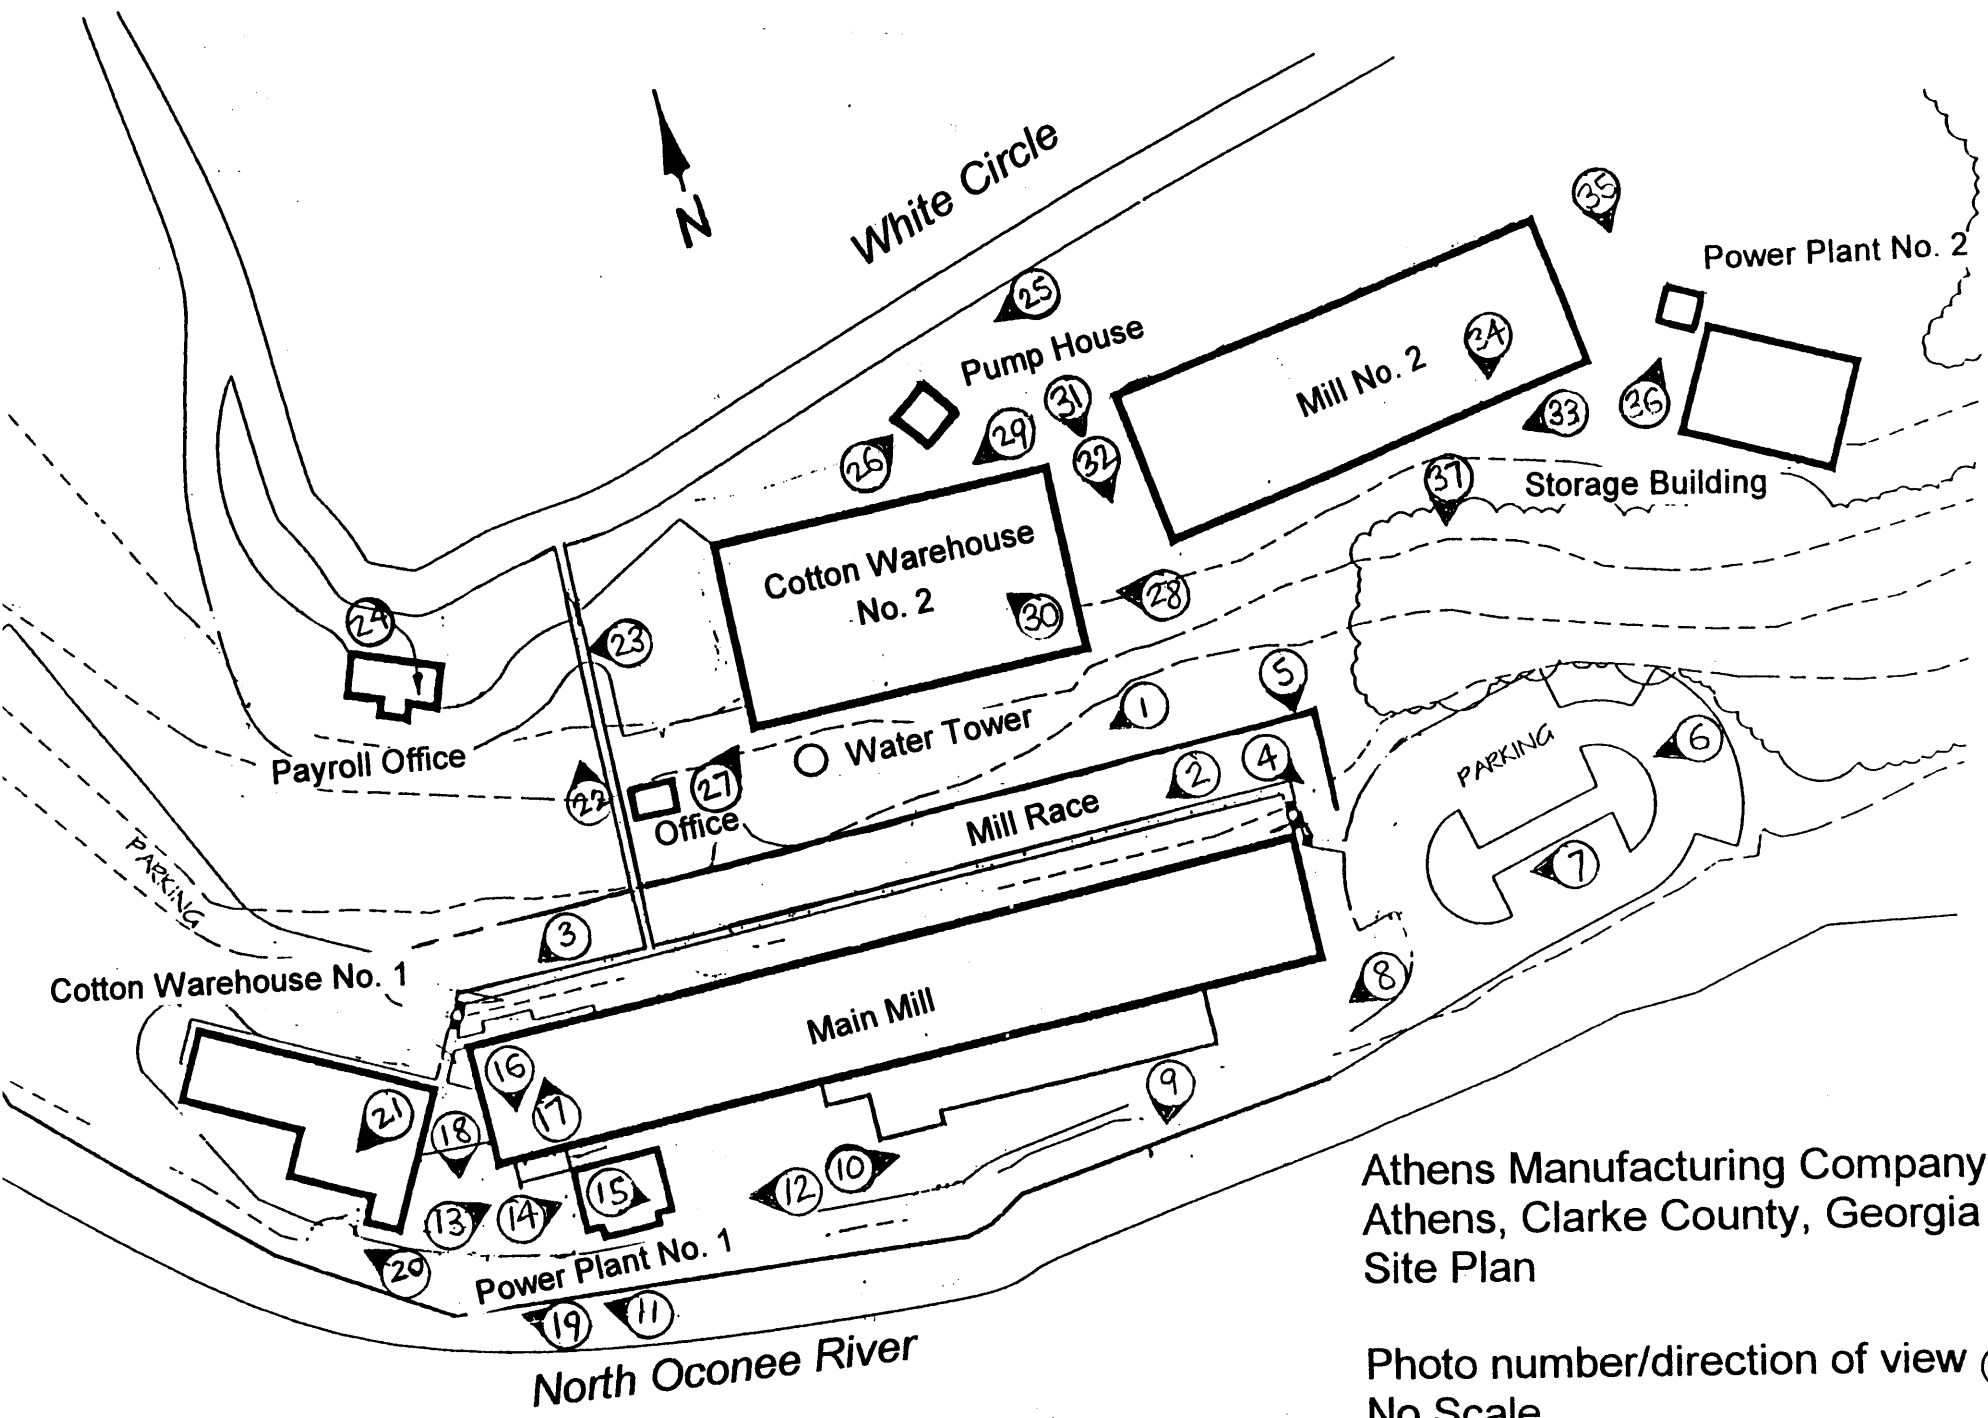 White Circle
N
35
Power Plant No. 2
25
Pump House
34
Mill No. 2
31
36
33
29
26
32
37
Storage Building
Cotton Warehouse
No. 2
30
28
24
23
5
1
Water Tower
6
PARKING
Payroll Office
4
2
27
22
Office
Mill Race
7
PARKING
3
8
Cotton Warehouse No. 1
Main Mill
16
9
21
17
18
10
12
15
13
14
Athens Manufacturing Company
Athens, Clarke County, Georgia
Site Plan
Power Plant No. 1
20
19
11
North Oconee River
Photo number/direction of view
No Scale